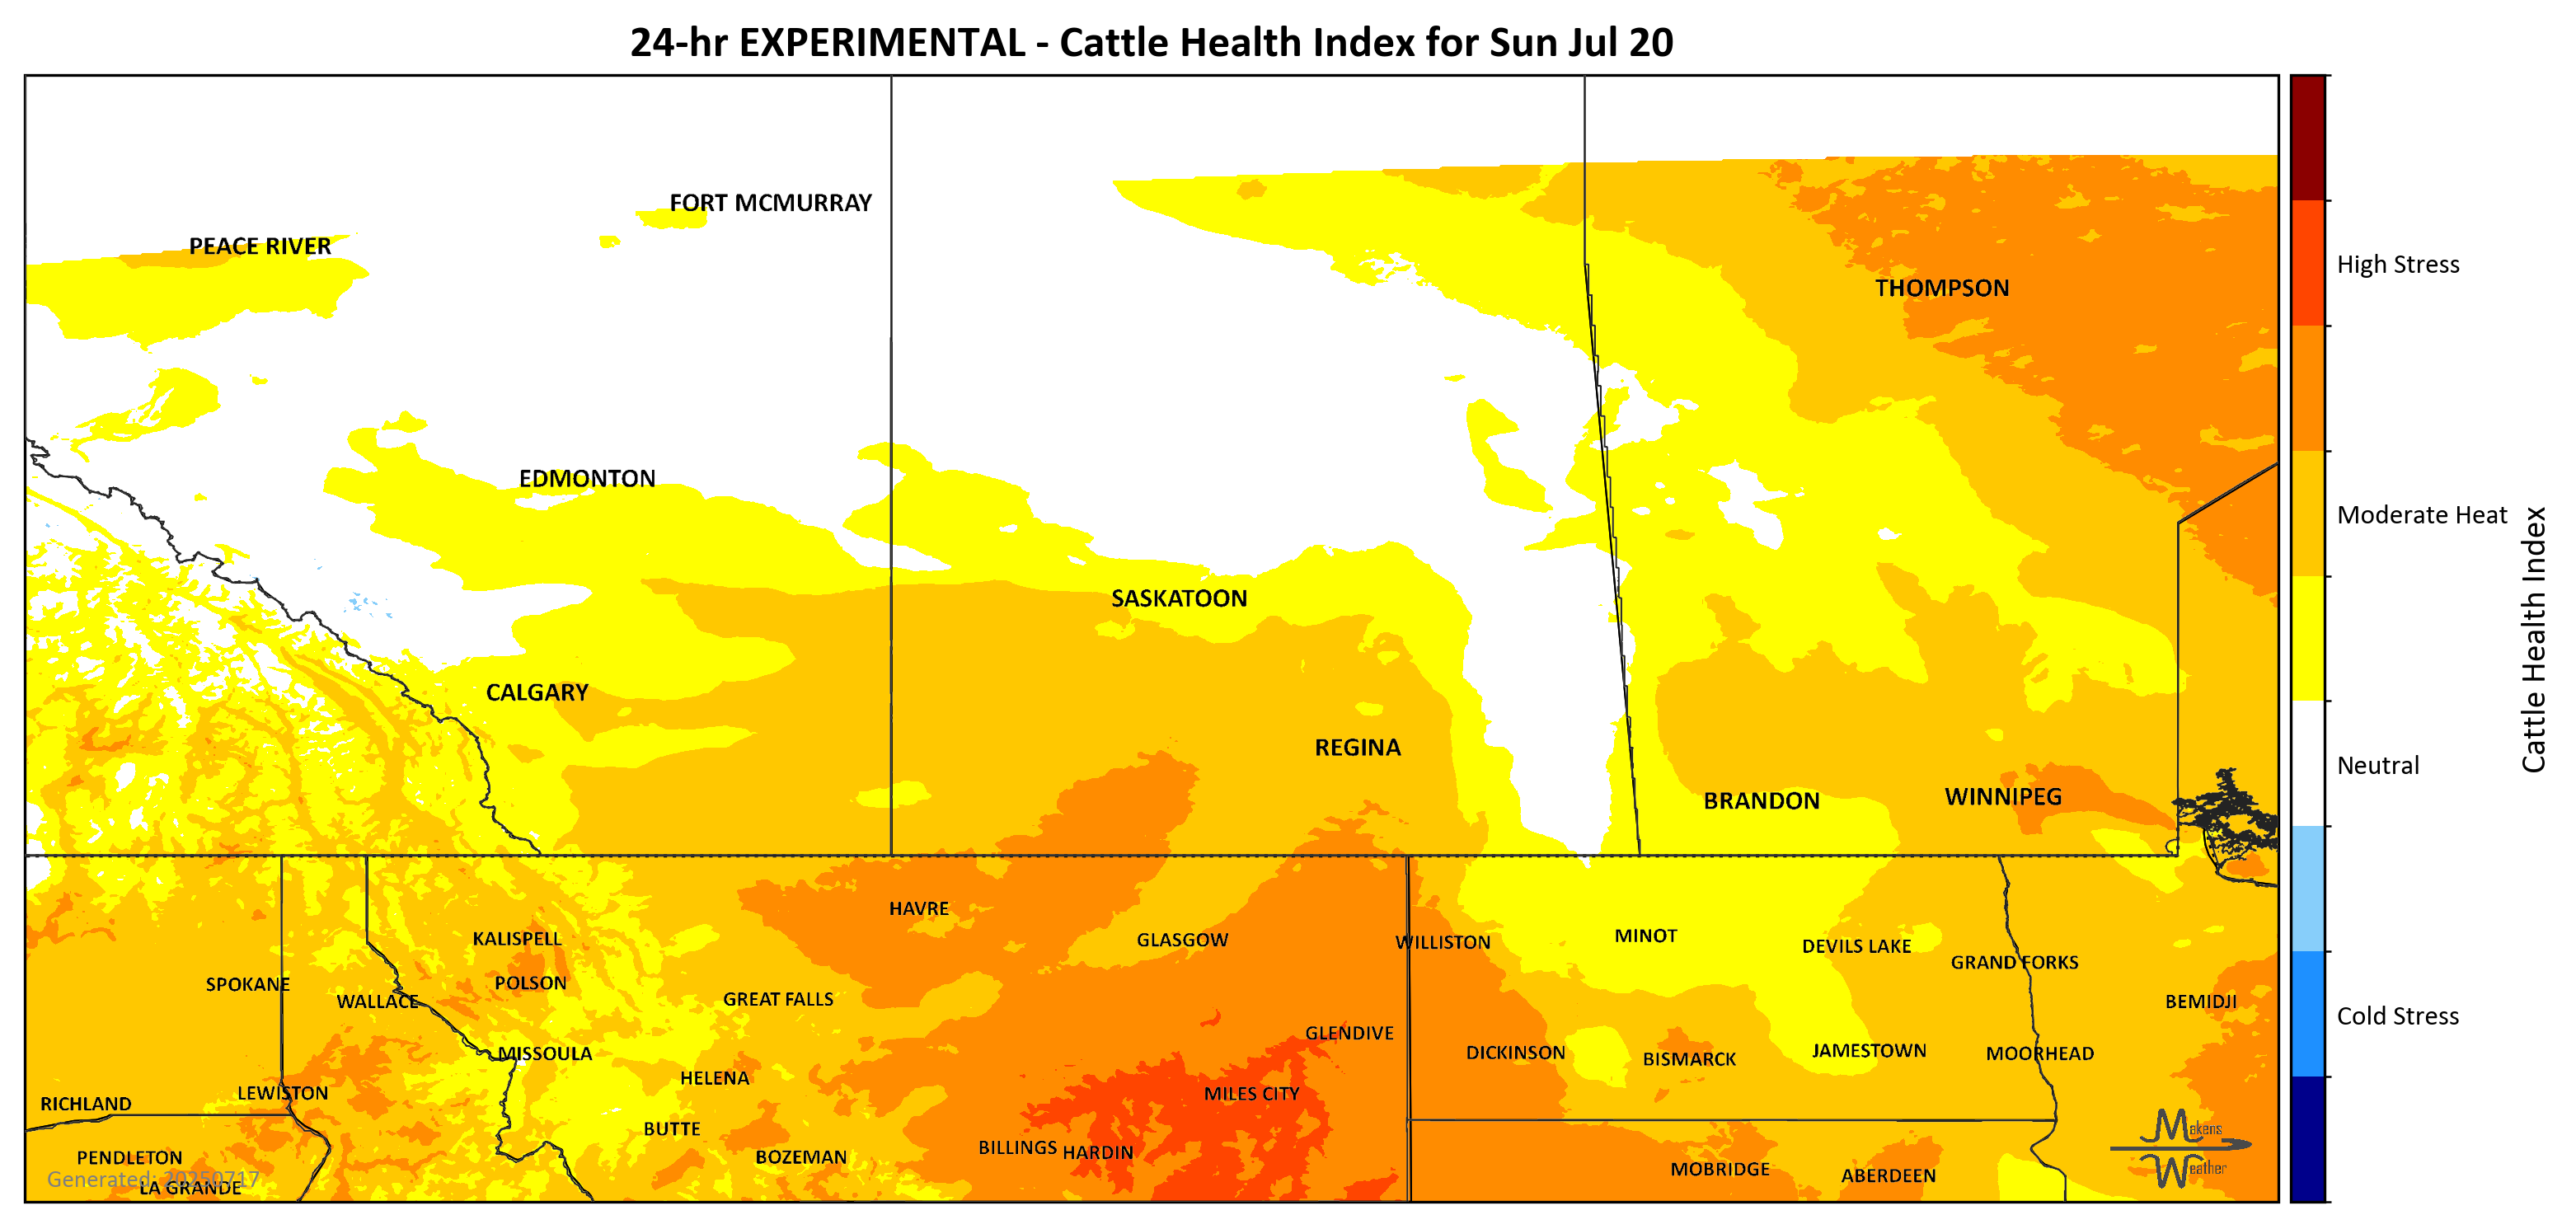 24-hr EXPERIMENTAL - Cattle Health Index for Sun Jul 20
FORT MCMURRAY
PEACE RIVER
THOMPSON
EDMONTON
SASKATOON
CALGARY
REGINA
BRANDON
WINNIPEG
HAVRE
KALISPELL
GLASGOW
WILLISTON
MINOT
DEVILS LAKE
GRAND FORKS
SPOKANE
POLSON
WALLACE
GREAT FALLS
BEMIDJI
GLENDIVE
MISSOULA
DICKINSON
BISMARCK
JAMESTOWN
MOORHEAD
HELENA
LEWISTON
MILES CITY
RICHLAND
BUTTE
BILLINGS
HARDIN
PENDLETON
BOZEMAN
MOBRIDGE
ABERDEEN
Generated: 20250717
LA GRANDE
Makens
Weather
High Stress
Moderate Heat
Neutral
Cold Stress
Cattle Health Index